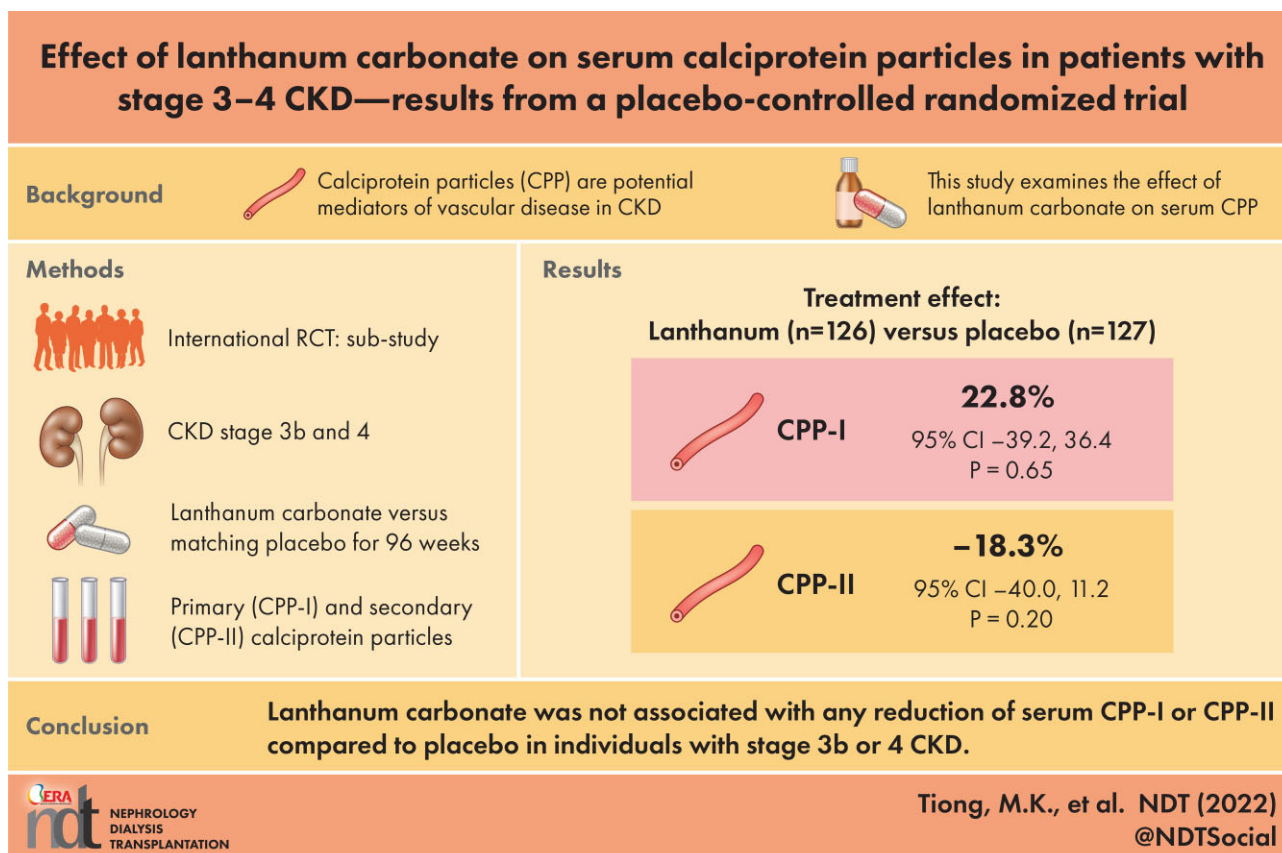 Effect of lanthanum carbonate on serum calciprotein particles in patients with
stage 3–4 CKD—results from a placebo-controlled randomized trial
Background
Calciprotein particles (CPP) are potential
mediators of vascular disease in CKD
This study examines the effect of
lanthanum carbonate on serum CPP
Methods
International RCT: sub-study
CKD stage 3b and 4
Lanthanum carbonate versus
matching placebo for 96 weeks
Primary (CPP-I) and secondary
(CPP-II) calciprotein particles
Results
Treatment effect:
Lanthanum (n=126) versus placebo (n=127)
CPP-I
22.8%
95% CI –39.2, 36.4
P = 0.65
CPP-II
–18.3%
95% CI –40.0, 11.2
P = 0.20
Conclusion
Lanthanum carbonate was not associated with any reduction of serum CPP-I or CPP-II
compared to placebo in individuals with stage 3b or 4 CKD.
ERA
ndt
NEPHROLOGY
DIALYSIS
TRANSPLANTATION
Tiong, M.K., et al. NDT (2022)
@NDTSocial